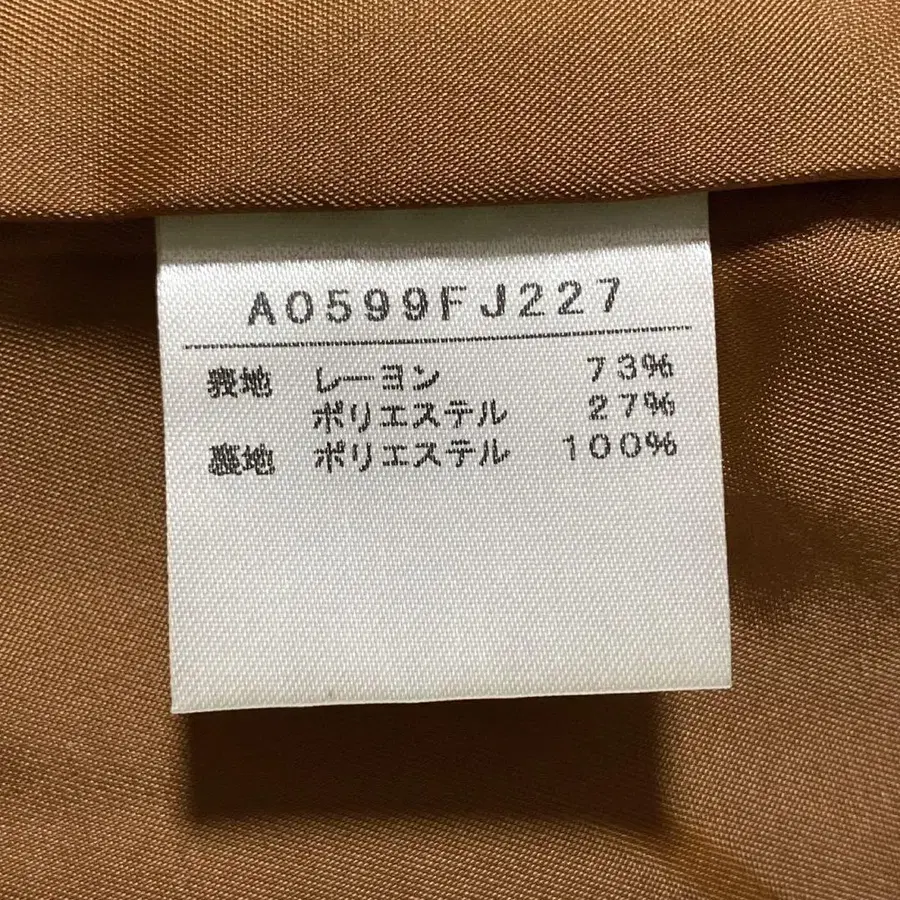 A0599FJ227
表地 レーヨン 73%
ポリエステル 27%
裏地 ポリエステル 100%